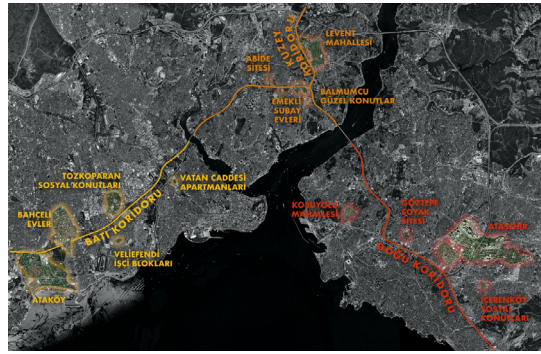 KUZEY
KORİDORU
LEVENT
MAHALLESİ
ABİDE
SİTESİ
EMEKLİ
SUBAY
EVLERİ
BALMUMCU
GÜZEL KONUTLAR
TOZKOPARAN
SOSYAL KONUTLARI
VATAN CADDESİ
APARTMANLARI
BAHÇELİ
EVLER
BATI KORİDORU
VELİEFENDİ
İŞÇİ BLOKLARI
ATAKÖY
KOŞUYOLU
MAHALLESİ
GÖZTEPE
SOYAK
SİTESİ
ATAŞEHİR
DOĞU KORİDORU
İÇERENKÖY
SOSYAL
KONUTLARI